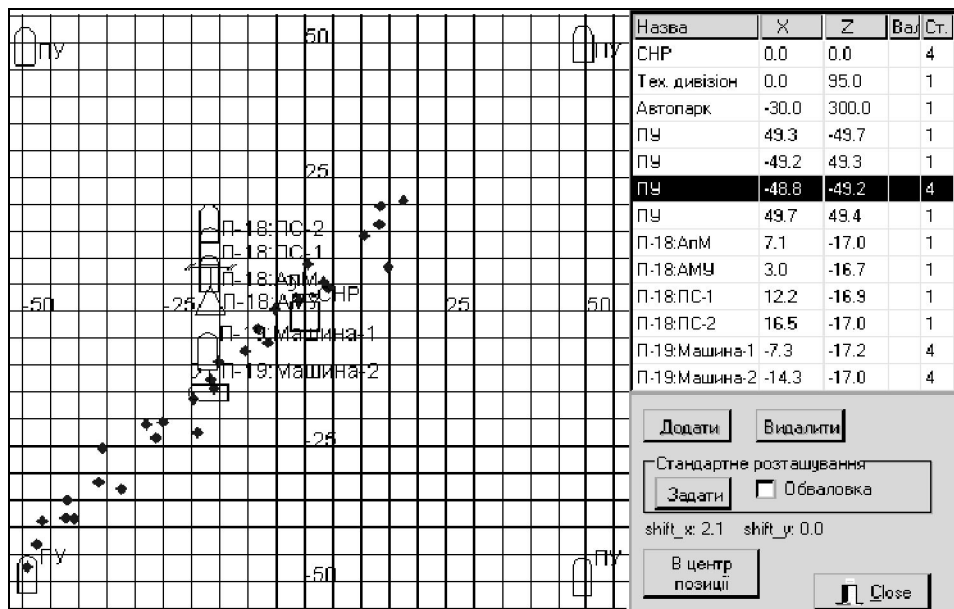 50
ПУ
ПУ
25
П-18:ПС-2
П-18:ПС-1
П-18:АпМ
-50
-25
П-18:АМУ
СНР
25
50
П-19:Машина-1
П-19:Машина-2
-25
ПУ
ПУ
-50
Назва X Z Ва Ст.
СНР 0.0 0.0 4
Тех. дивізіон 0.0 95.0 1
Автопарк -30.0 300.0 1
ПУ 49.3 -49.7 1
ПУ -49.2 49.3 1
ПУ -48.8 -49.2 4
ПУ 49.7 49.4 1
П-18:АпМ 7.1 -17.0 1
П-18:АМУ 3.0 -16.7 1
П-18:ПС-1 12.2 -16.9 1
П-18:ПС-2 16.5 -17.0 1
П-19:Машина-1 -7.3 -17.2 4
П-19:Машина-2 -14.3 -17.0 4
Додати Видалити
Стандартне розташування
Задати Обваловка
shift_x: 2.1 shift_y: 0.0
В центр
позиції
Close